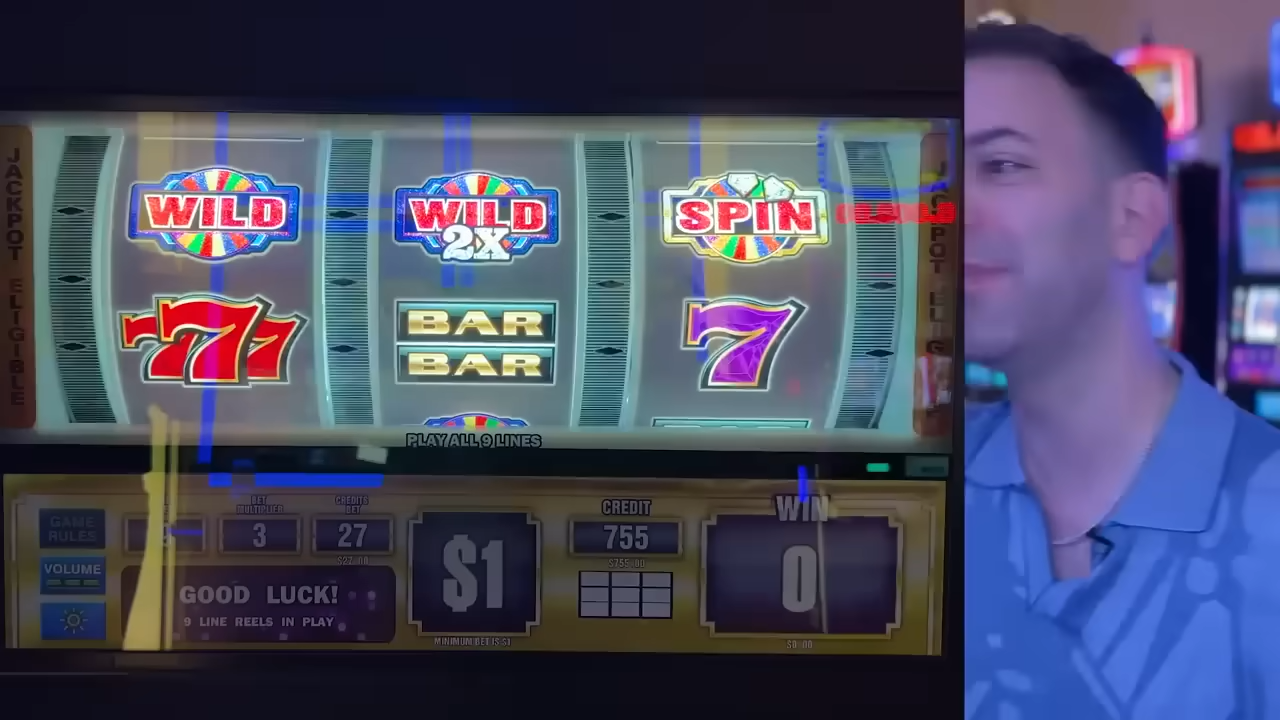 JACKPOT ELIGIBLE
WILD
WILD
2X
SPIN
777
BAR
BAR
7
PLAY ALL 9 LINES
GAME
RULES
VOLUME
BET
MULTIPLIER
3
CREDITS
BET
27
$27.00
GOOD LUCK!
9 LINE REELS IN PLAY
$1
MINIMUM BET IS $1
CREDIT
755
$755.00
WIN
0
$0.00